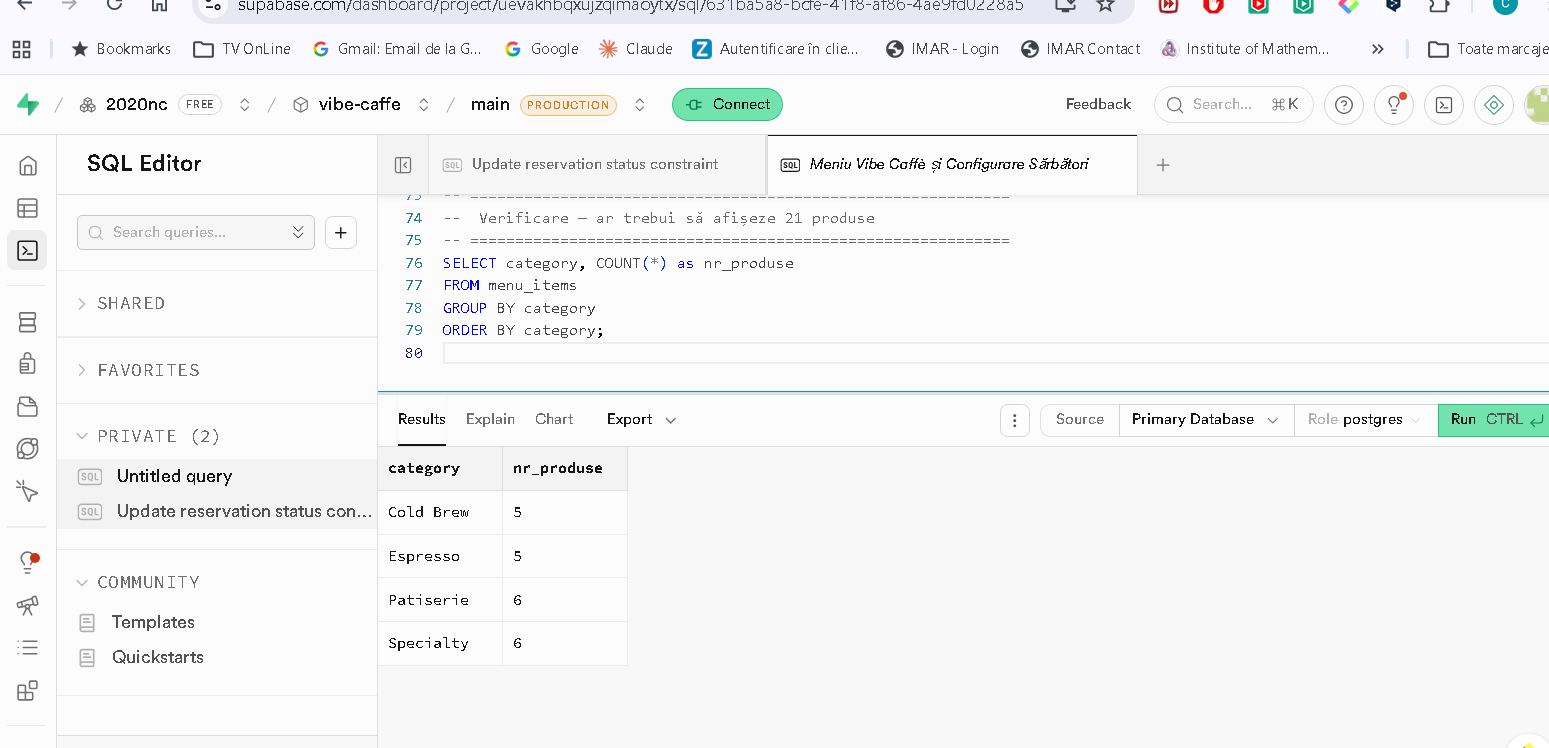 supabase.com/dashboard/project/uevakhbqxujzqimaoytx/sql/631ba5a8-bdfe-41f8-af86-4ae9fd0228a5
Bookmarks TV OnLine Gmail: Email de la G... Google Claude Autentificare în clie... IMAR - Login IMAR Contact Institute of Mathem... Toate marcaje
/ 2020nc FREE / vibe-caffe / main PRODUCTION Connect Feedback Search... ⌘K
SQL Editor
SQL Update reservation status constraint
SQL Meniu Vibe Caffè și Configurare Sărbători
Search queries...
SHARED
FAVORITES
PRIVATE (2)
SQL Untitled query
SQL Update reservation status con...
COMMUNITY
Templates
Quickstarts
73 -- ============================================================
74 -- Verificare — ar trebui să afișeze 21 produse
75 -- ============================================================
76 SELECT category, COUNT(*) as nr_produse
77 FROM menu_items
78 GROUP BY category
79 ORDER BY category;
80
Results Explain Chart Export Source Primary Database Role postgres Run CTRL
category nr_produse
Cold Brew 5
Espresso 5
Patiserie 6
Specialty 6